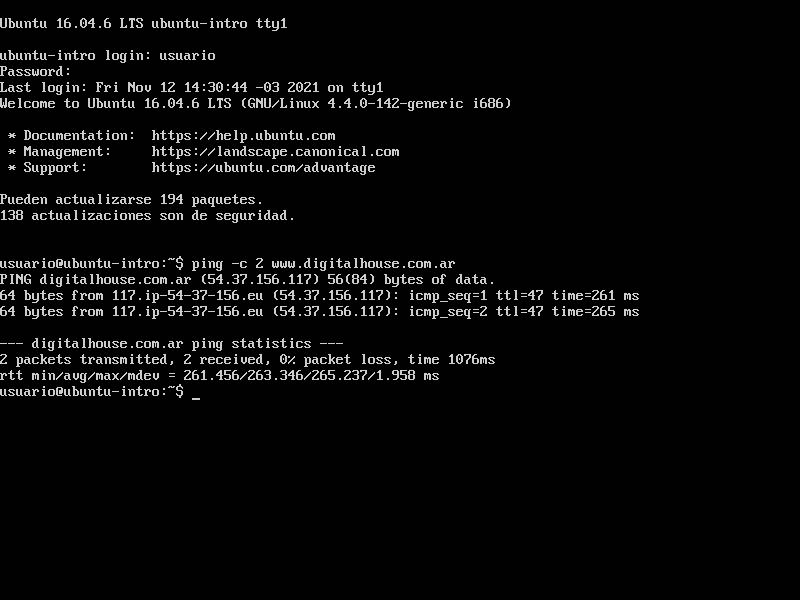 Ubuntu 16.04.6 LTS ubuntu-intro tty1
ubuntu-intro login: usuario
Password:
Last login: Fri Nov 12 14:30:44 -03 2021 on tty1
Welcome to Ubuntu 16.04.6 LTS (GNU/Linux 4.4.0-142-generic i686)
* Documentation:  https://help.ubuntu.com
* Management:     https://landscape.canonical.com
* Support:        https://ubuntu.com/advantage
Pueden actualizarse 194 paquetes.
138 actualizaciones son de seguridad.
usuario@ubuntu-intro:~$ ping -c 2 www.digitalhouse.com.ar
PING digitalhouse.com.ar (54.37.156.117) 56(84) bytes of data.
64 bytes from 117.ip-54-37-156.eu (54.37.156.117): icmp_seq=1 ttl=47 time=261 ms
64 bytes from 117.ip-54-37-156.eu (54.37.156.117): icmp_seq=2 ttl=47 time=265 ms
--- digitalhouse.com.ar ping statistics ---
2 packets transmitted, 2 received, 0% packet loss, time 1076ms
rtt min/avg/max/mdev = 261.456/263.346/265.237/1.958 ms
usuario@ubuntu-intro:~$ _